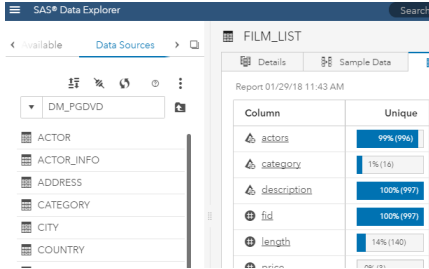 SAS® Data Explorer
Search
Available
Data Sources
DM_PGDVD
ACTOR
ACTOR_INFO
ADDRESS
CATEGORY
CITY
COUNTRY
FILM_LIST
Details
Sample Data
Report 01/29/18 11:43 AM
Column Unique
actors 99% (996)
category 1% (16)
description 100% (997)
fid 100% (997)
length 14% (140)
price 0% (3)